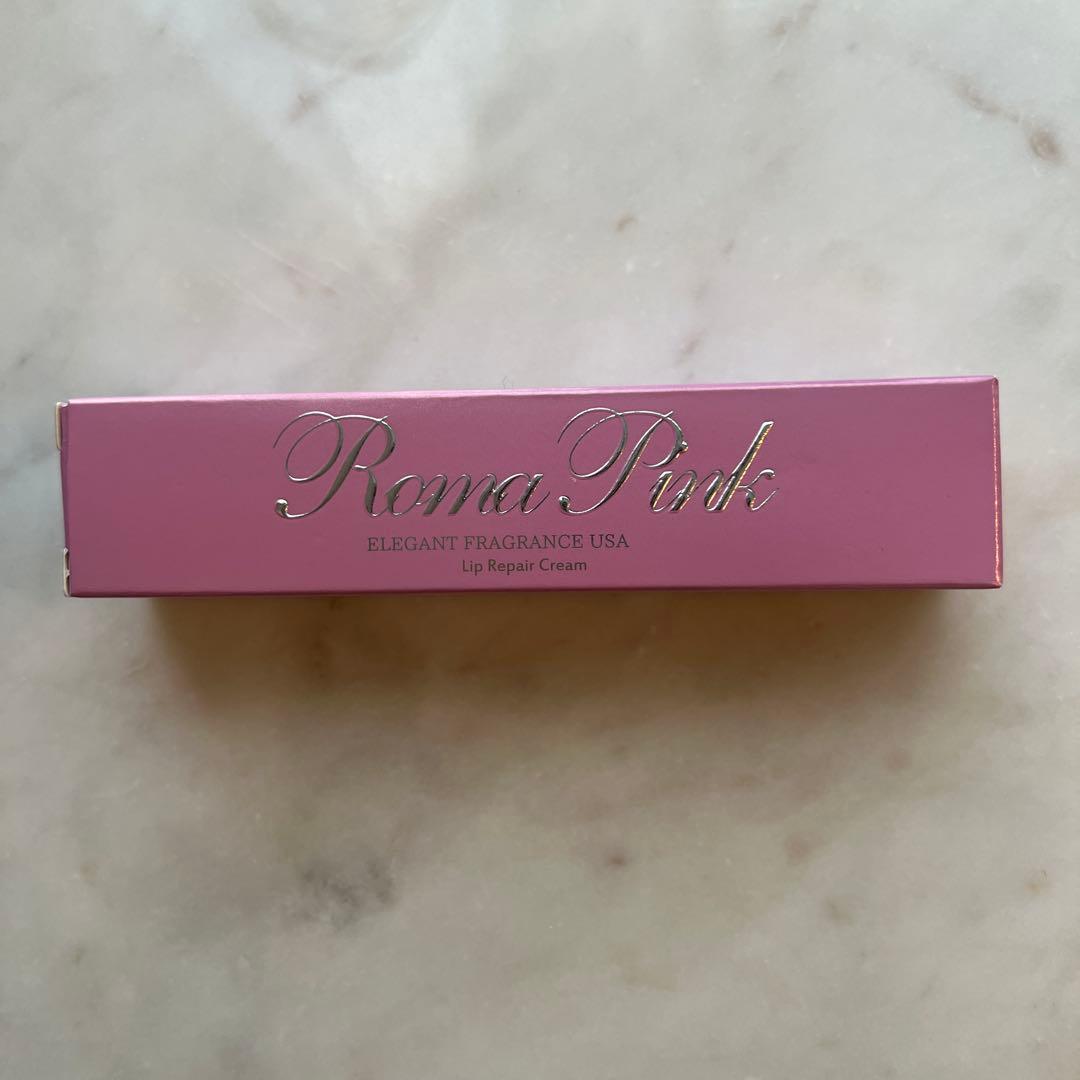 Roma Pink
ELEGANT FRAGRANCE USA
Lip Repair Cream